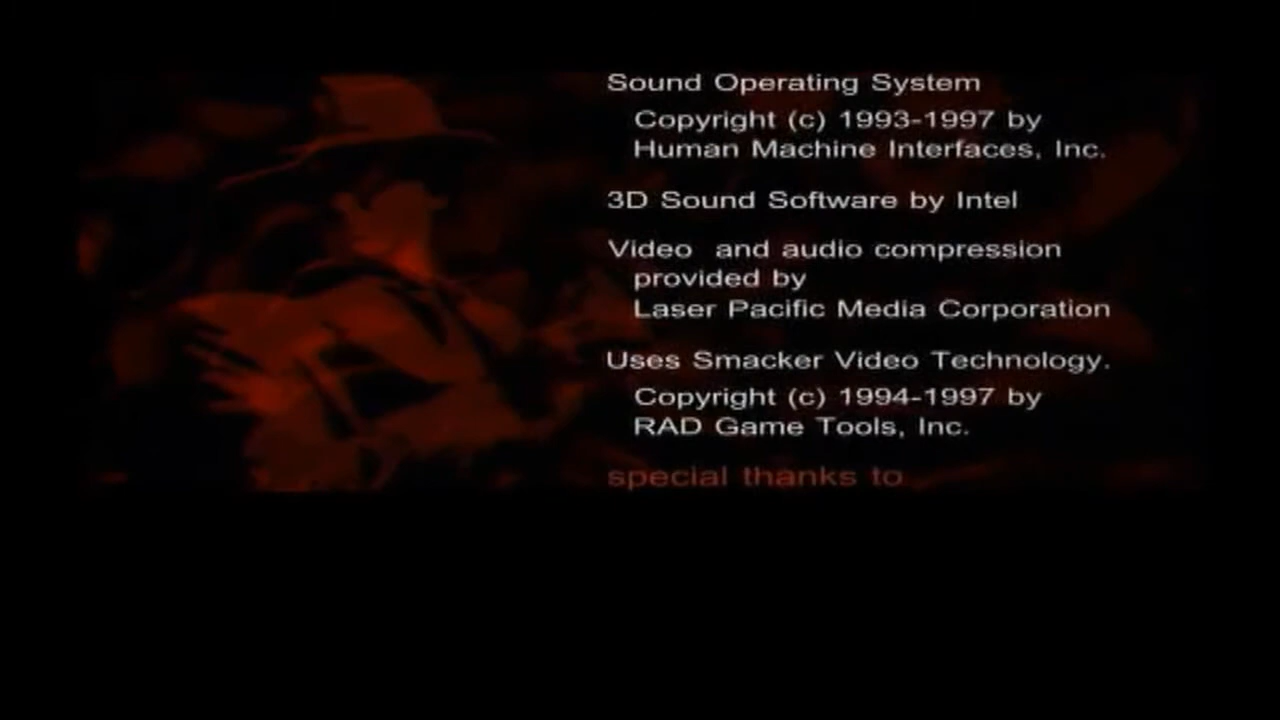 Sound Operating System
Copyright (c) 1993-1997 by
Human Machine Interfaces, Inc.
3D Sound Software by Intel
Video and audio compression
provided by
Laser Pacific Media Corporation
Uses Smacker Video Technology.
Copyright (c) 1994-1997 by
RAD Game Tools, Inc.
special thanks to